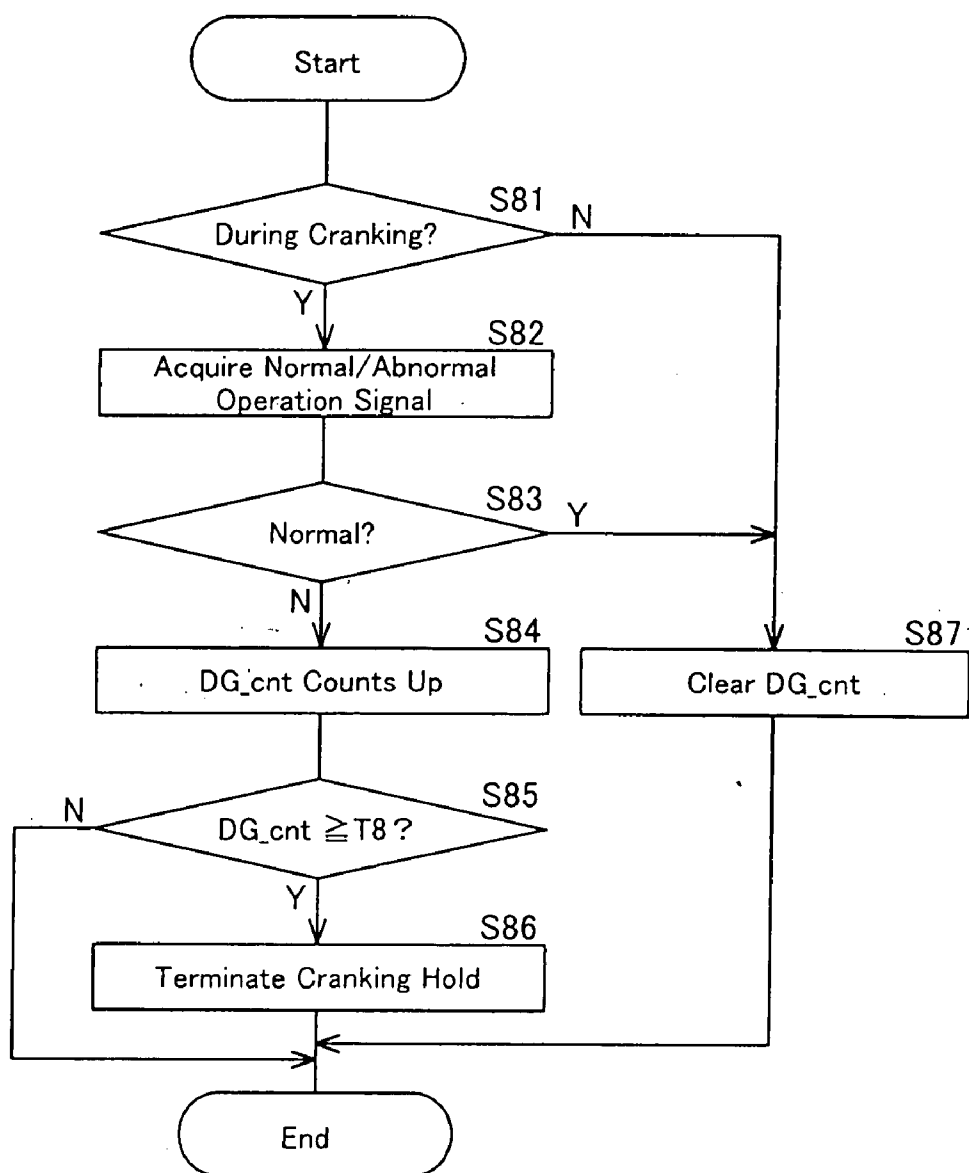 Start
S81
During Cranking?
N
Y
S82
Acquire Normal/Abnormal
Operation Signal
S83
Normal?
Y
N
S84
DG_cnt Counts Up
S87
Clear DG_cnt
N
S85
DG_cnt ≧T8?
Y
S86
Terminate Cranking Hold
End